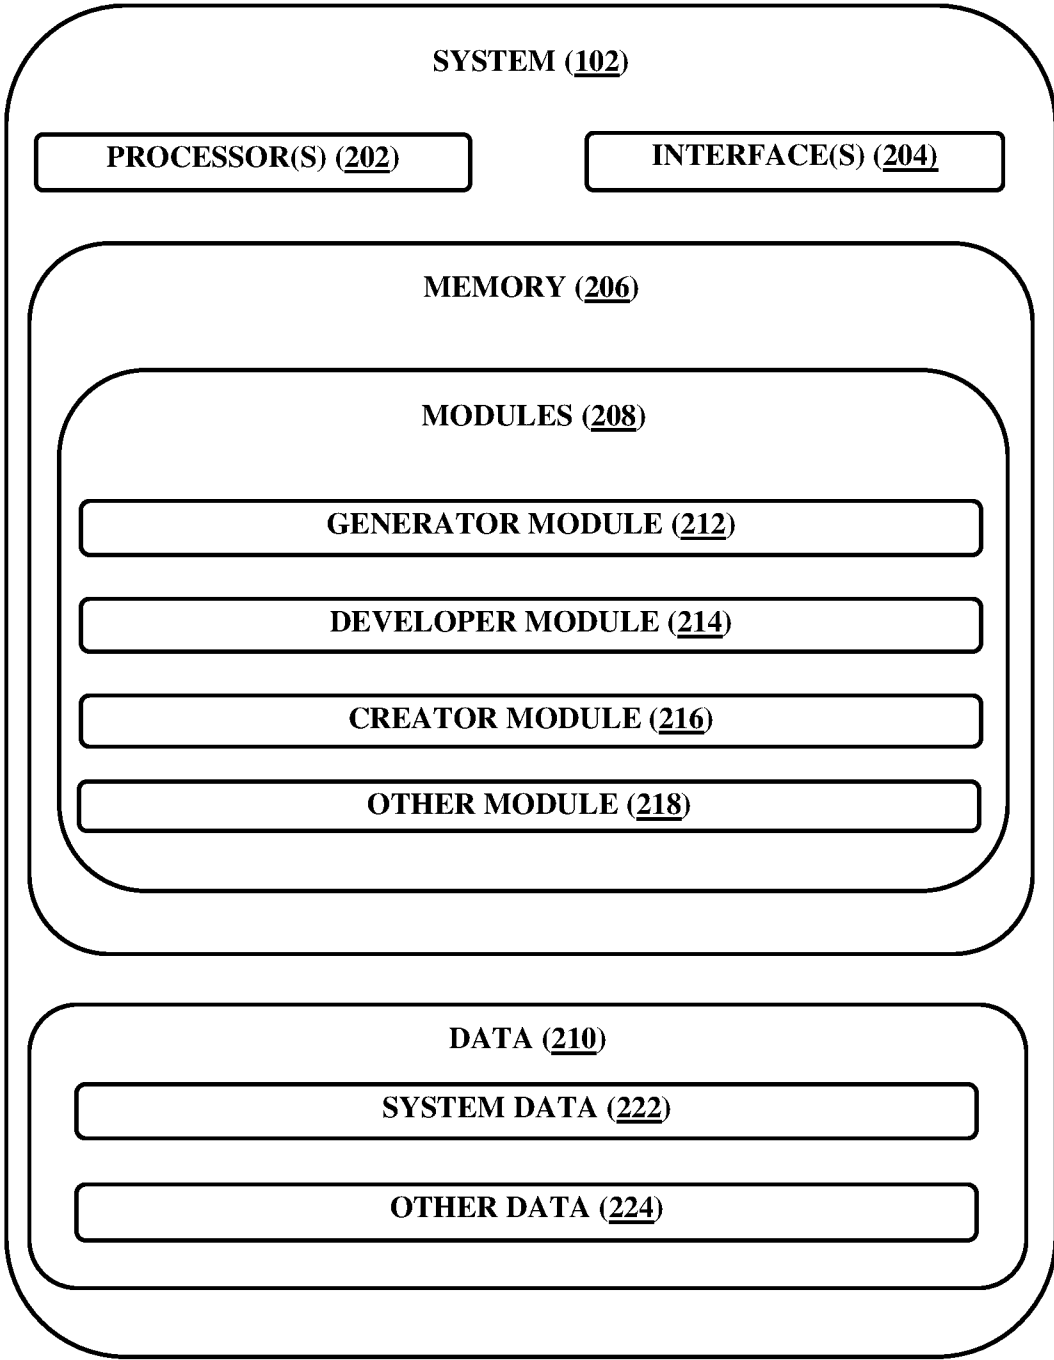 SYSTEM (102)
PROCESSOR(S) (202)
INTERFACE(S) (204)
MEMORY (206)
MODULES (208)
GENERATOR MODULE (212)
DEVELOPER MODULE (214)
CREATOR MODULE (216)
OTHER MODULE (218)
DATA (210)
SYSTEM DATA (222)
OTHER DATA (224)